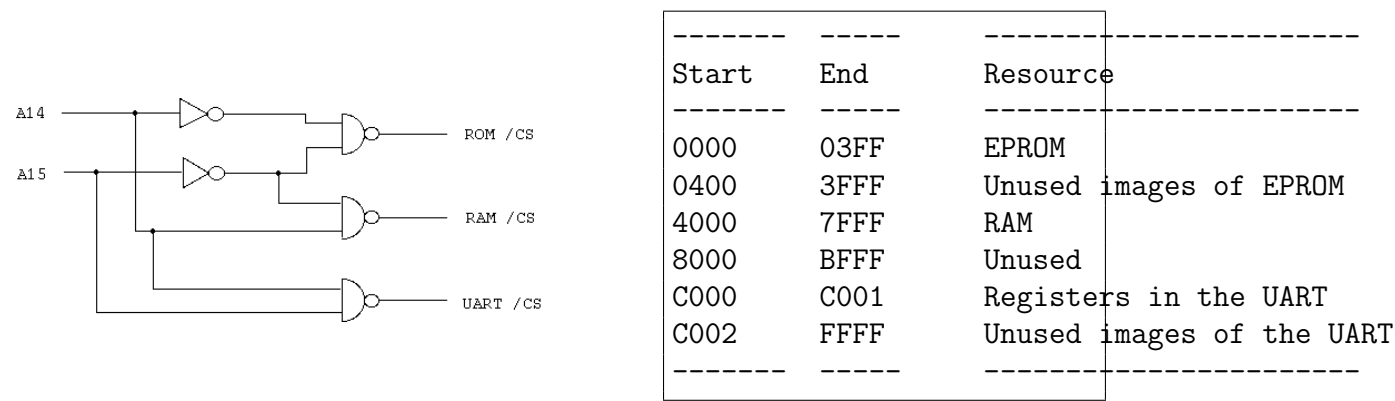 A14
ROM /CS
A15
RAM /CS
UART /CS
------- ----- -----------------------
Start End Resource
------- ----- -----------------------
0000 03FF EPROM
0400 3FFF Unused images of EPROM
4000 7FFF RAM
8000 BFFF Unused
C000 C001 Registers in the UART
C002 FFFF Unused images of the UART
------- ----- -----------------------